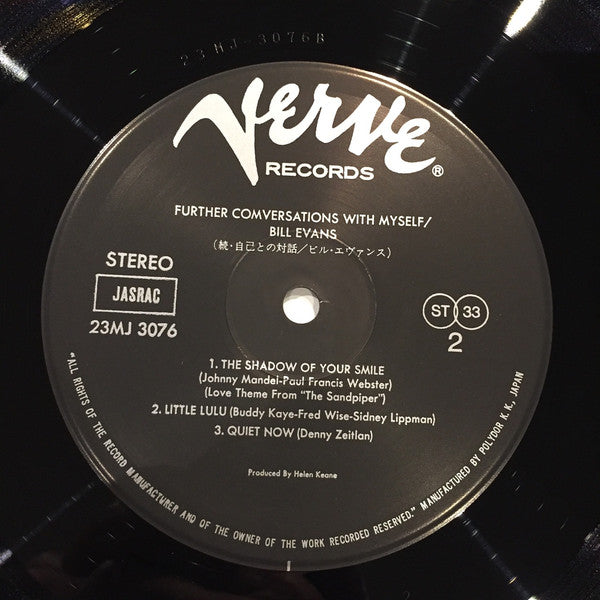 23MJ-3076B
Verve
RECORDS ®
FURTHER COMVERSATIONS WITH MYSELF/
BILL EVANS
(続・自己との対話/ビル・エヴァンス)
STEREO
JASRAC
23MJ 3076
ST 33
2
1. THE SHADOW OF YOUR SMILE
(Johnny Mandel-Paul Francis Webster)
(Love Theme From "The Sandpiper")
2. LITTLE LULU (Buddy Kaye-Fred Wise-Sidney Lippman)
3. QUIET NOW (Denny Zeitlan)
Produced By Helen Keane
"ALL RIGHTS OF THE RECORD MANUFACTURER AND OF THE OWNER OF THE WORK RECORDED RESERVED." MANUFACTURED BY POLYDOR K. K., JAPAN